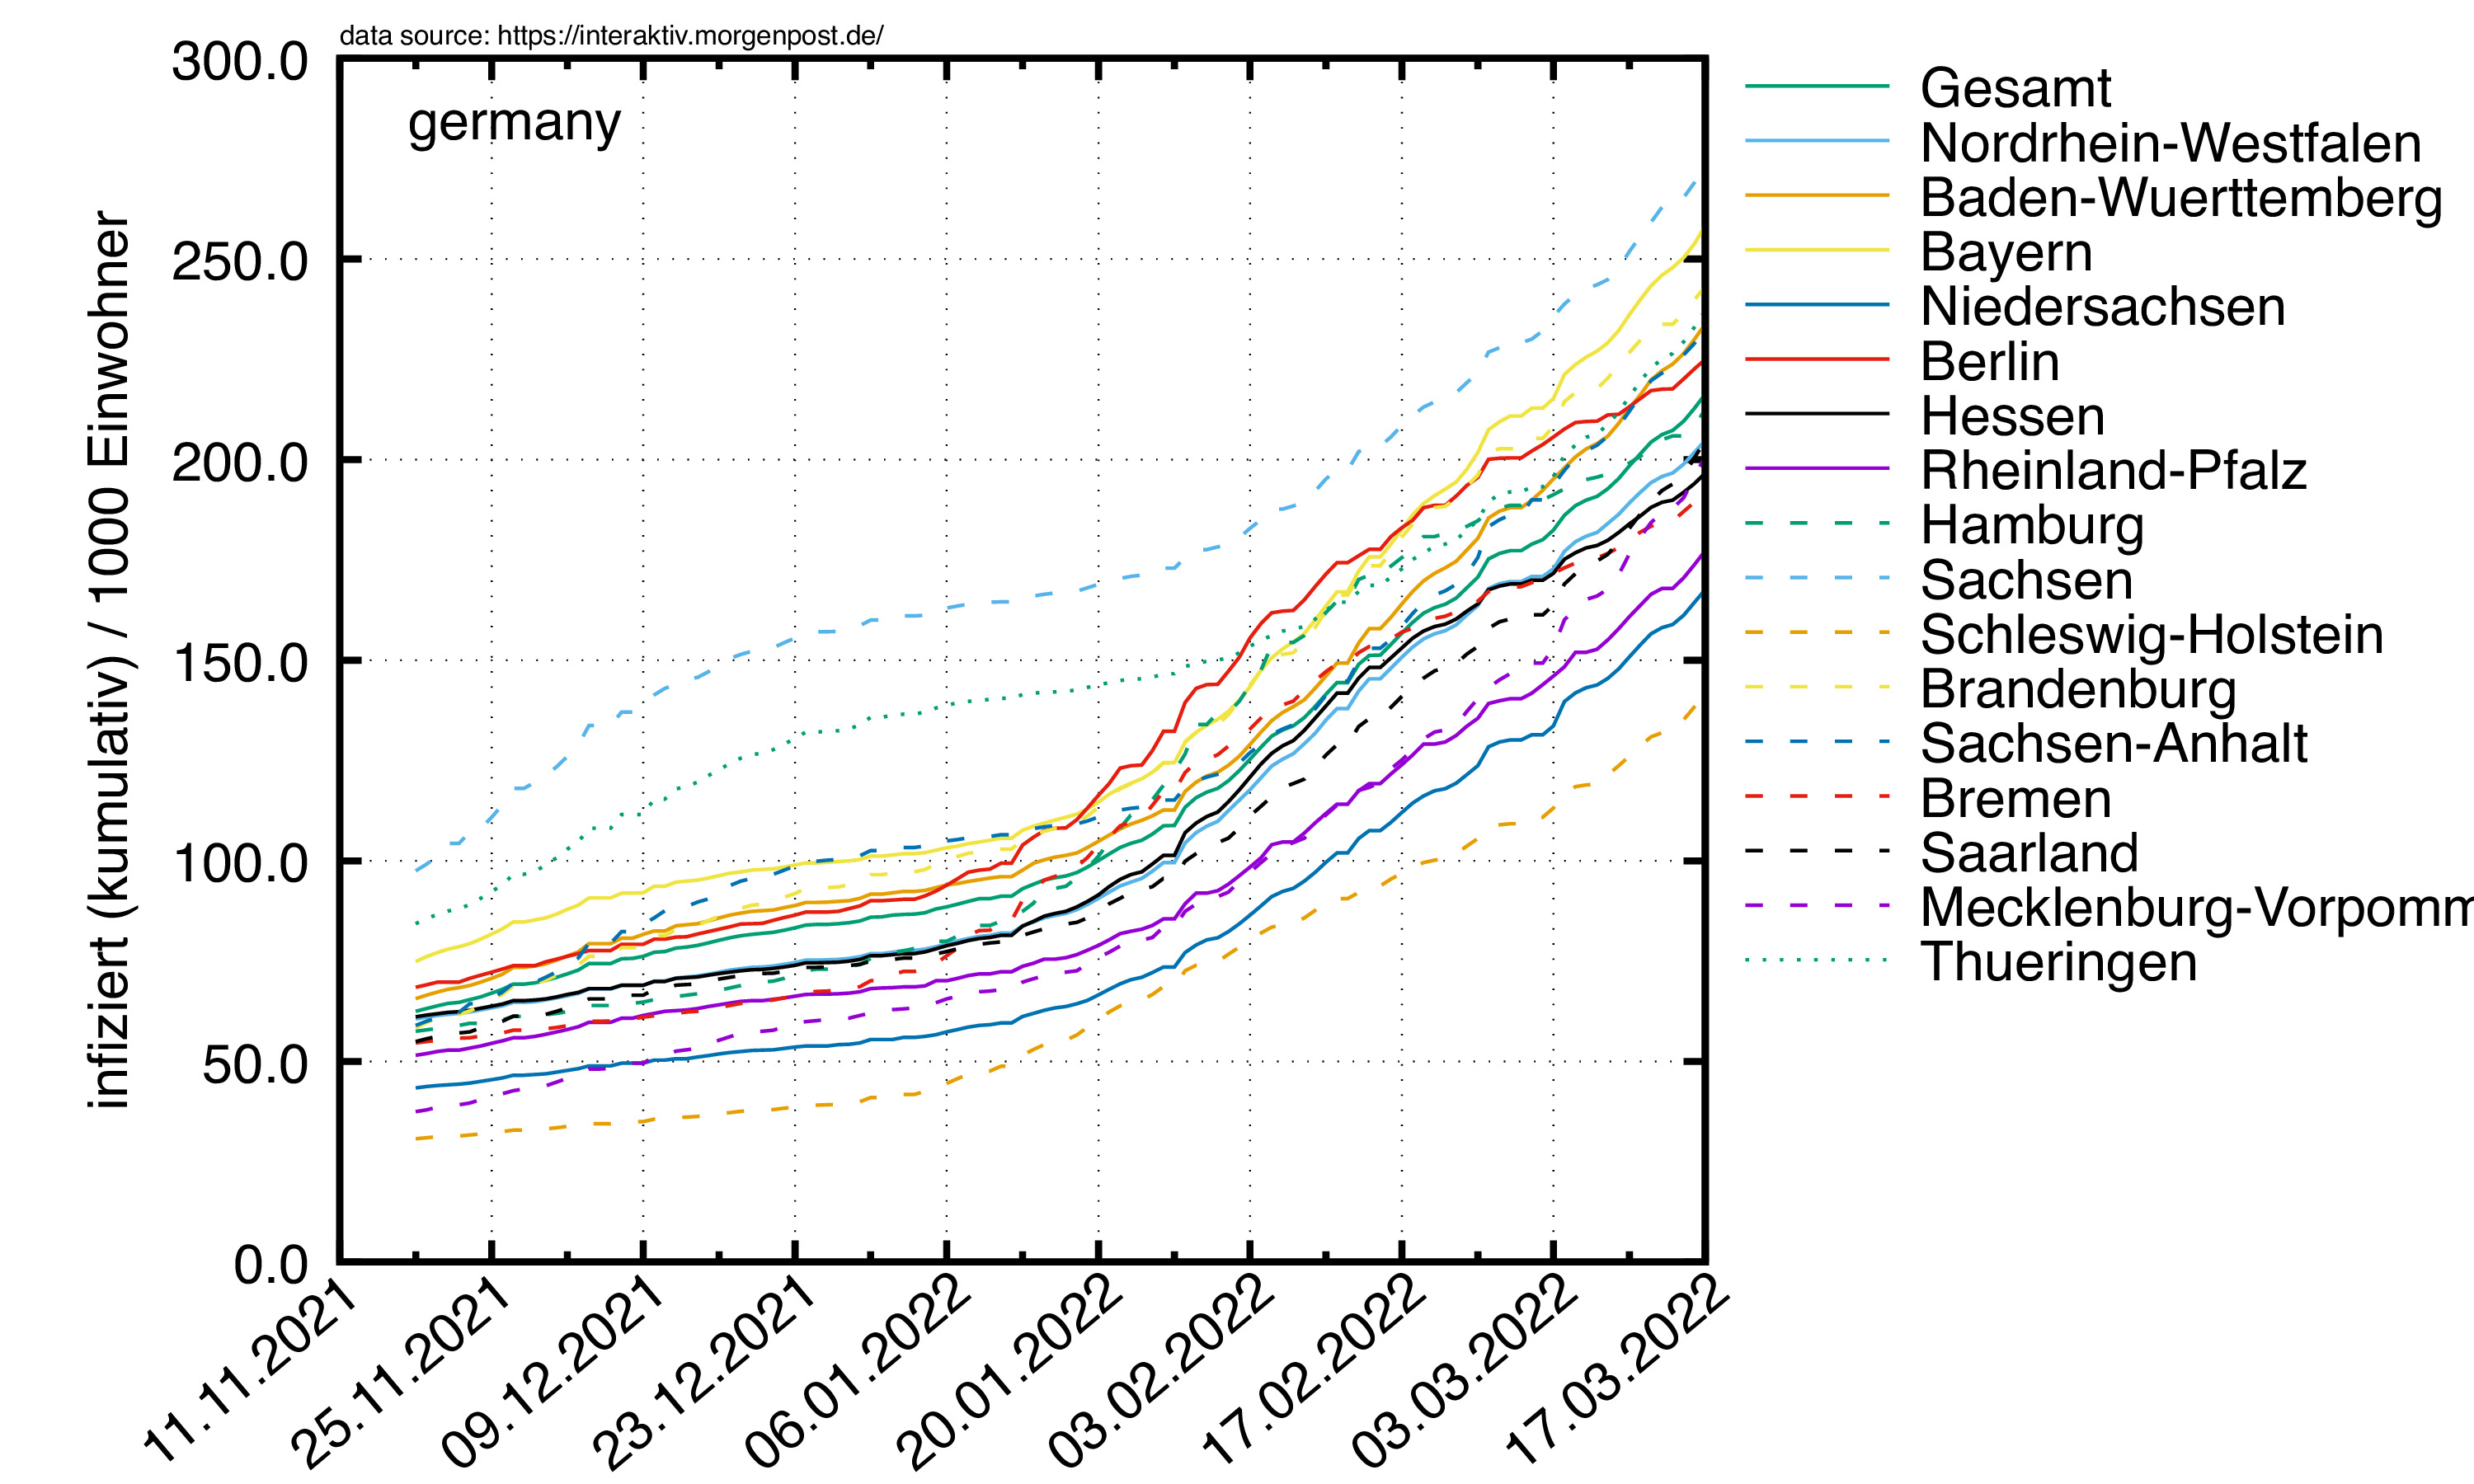 data source: https://interaktiv.morgenpost.de/
germany
infiziert (kumulativ) / 1000 Einwohner
300.0
250.0
200.0
150.0
100.0
50.0
0.0
11.11.2021
25.11.2021
09.12.2021
23.12.2021
06.01.2022
20.01.2022
03.02.2022
17.02.2022
03.03.2022
17.03.2022
Gesamt
Nordrhein-Westfalen
Baden-Wuerttemberg
Bayern
Niedersachsen
Berlin
Hessen
Rheinland-Pfalz
Hamburg
Sachsen
Schleswig-Holstein
Brandenburg
Sachsen-Anhalt
Bremen
Saarland
Mecklenburg-Vorpomm
Thueringen